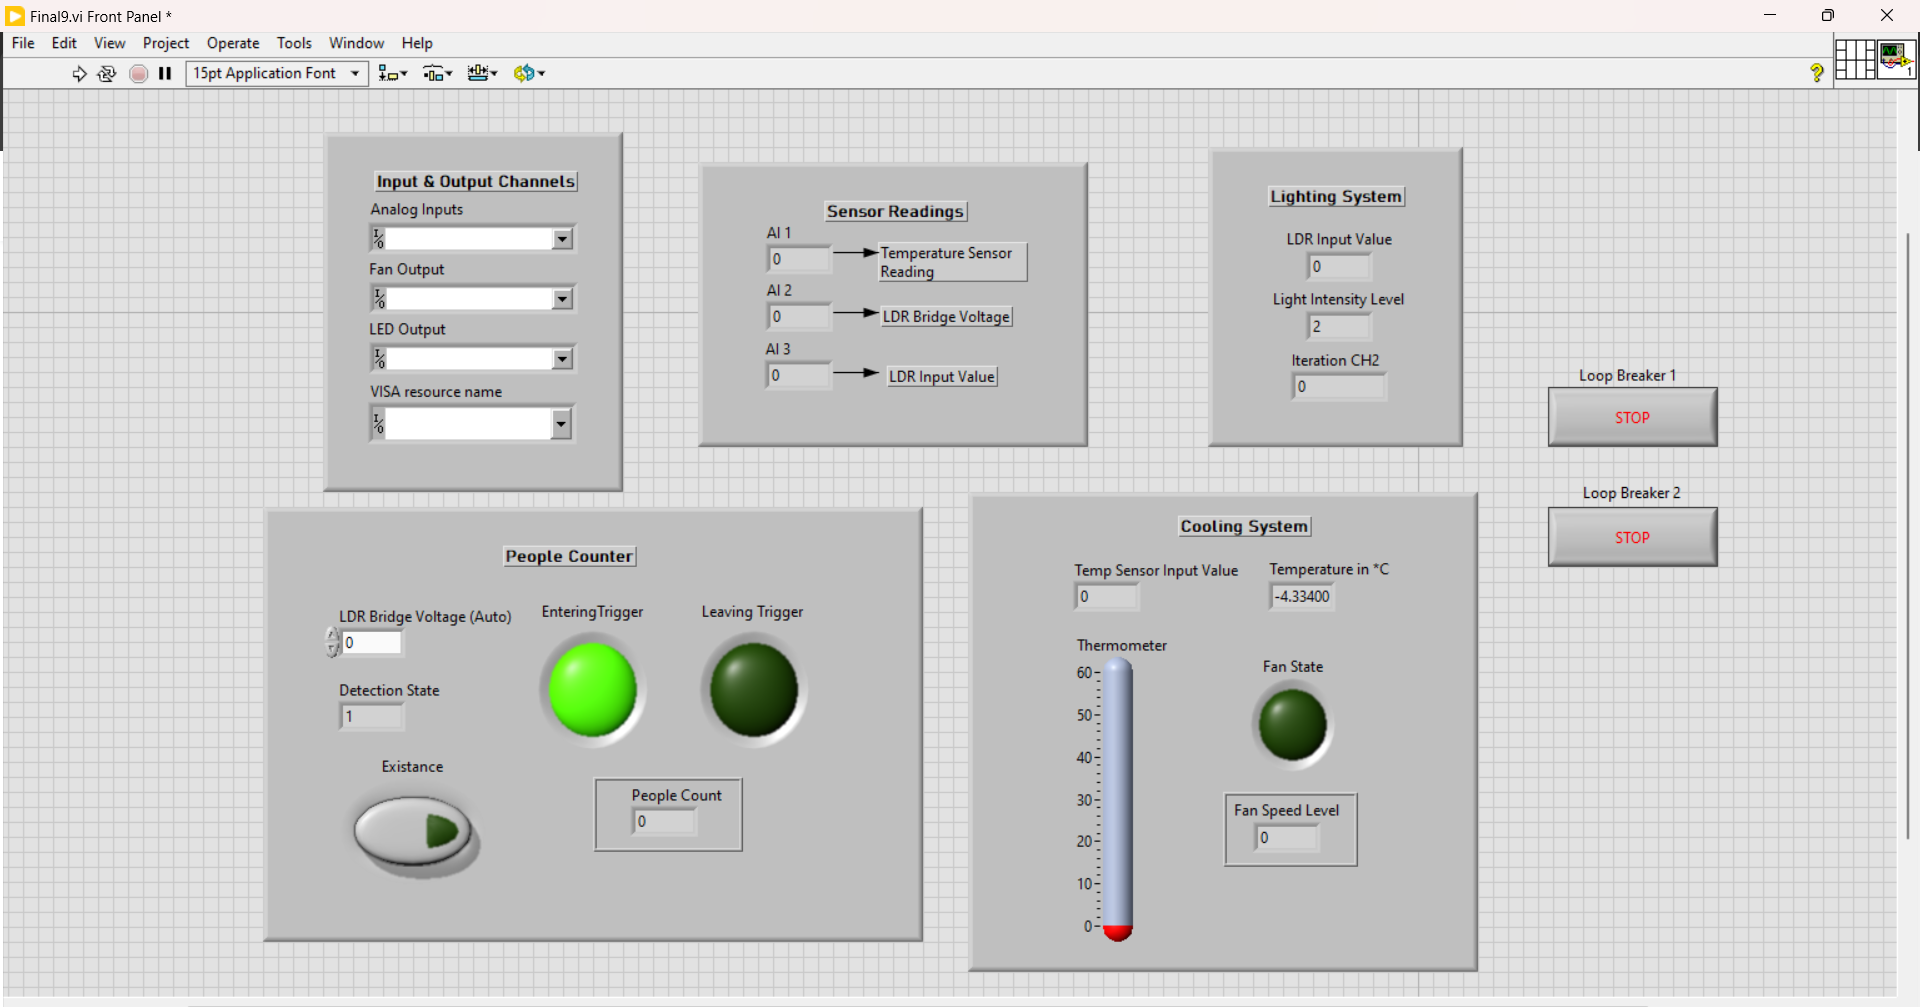 Final9.vi Front Panel *
File Edit View Project Operate Tools Window Help
15pt Application Font
?
1
Input & Output Channels
Analog Inputs
I/0
Fan Output
I/0
LED Output
I/0
VISA resource name
I/0
Sensor Readings
AI 1
0
Temperature Sensor
Reading
AI 2
0
LDR Bridge Voltage
AI 3
0
LDR Input Value
Lighting System
LDR Input Value
0
Light Intensity Level
2
Iteration CH2
0
Loop Breaker 1
STOP
Loop Breaker 2
STOP
People Counter
LDR Bridge Voltage (Auto)
0
EnteringTrigger
Leaving Trigger
Detection State
1
Existance
People Count
0
Cooling System
Temp Sensor Input Value
0
Temperature in *C
-4.33400
Thermometer
60
50
40
30
20
10
0
Fan State
Fan Speed Level
0